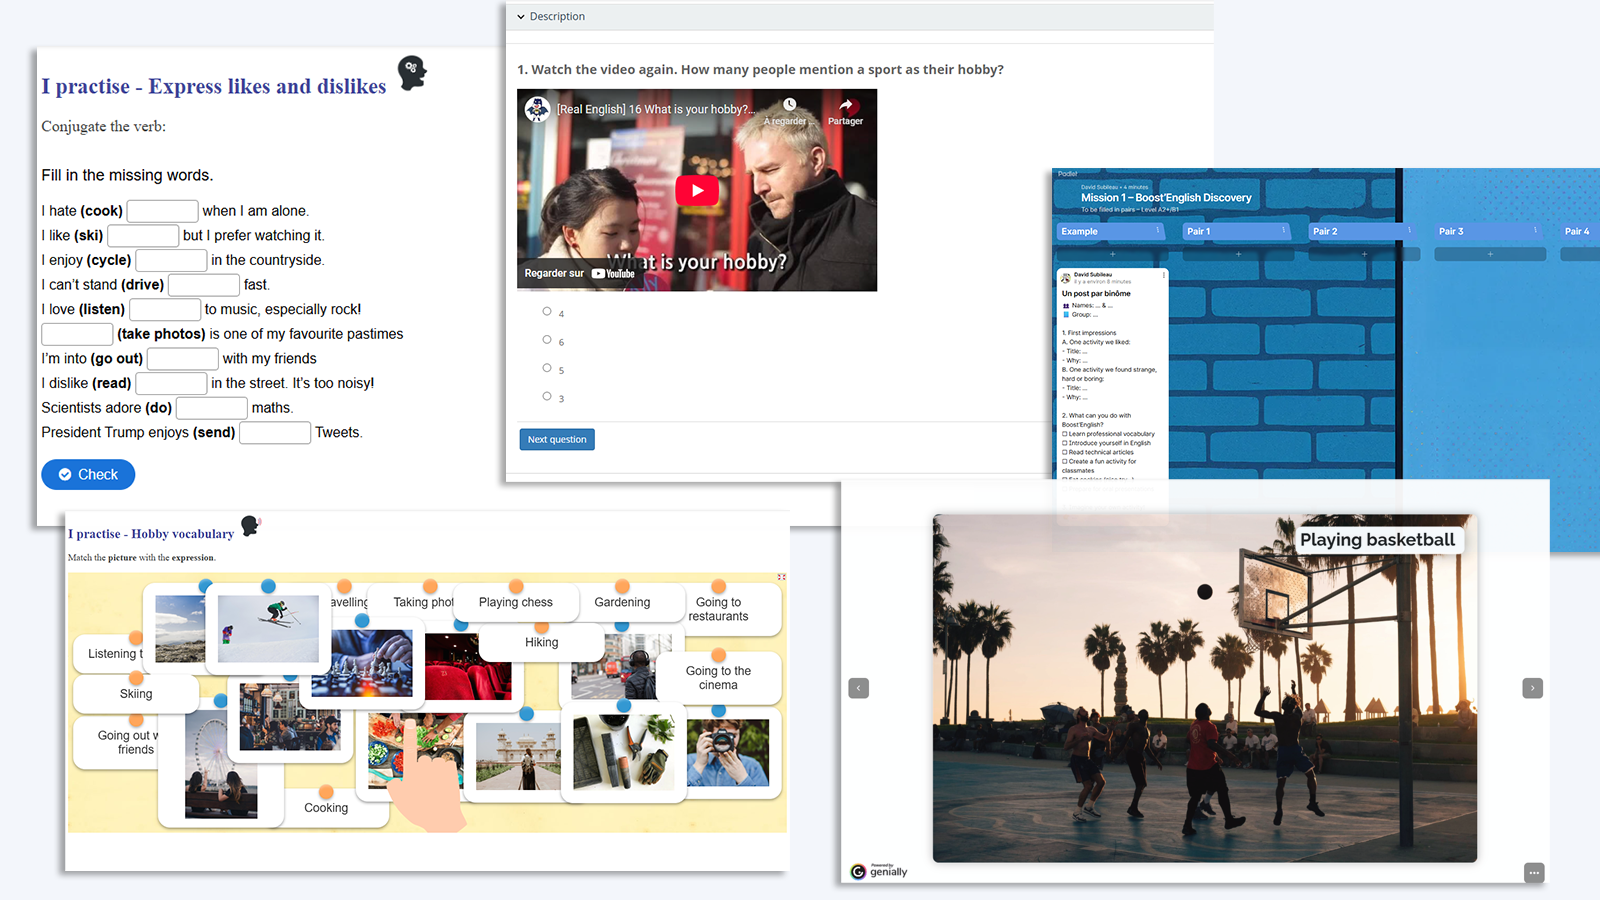 I practise - Express likes and dislikes
Conjugate the verb:
Fill in the missing words.
I hate (cook) when I am alone.
I like (ski) but I prefer watching it.
I enjoy (cycle) in the countryside.
I can't stand (drive) fast.
I love (listen) to music, especially rock!
(take photos) is one of my favourite pastimes
I'm into (go out) with my friends
I dislike (read) in the street. It's too noisy!
Scientists adore (do) maths.
President Trump enjoys (send) Tweets.
Check
Description
1. Watch the video again. How many people mention a sport as their hobby?
[Real English] 16 What is your hobby?...
À regarder ...
Partager
What is your hobby?
Regarder sur YouTube
4
6
5
3
Next question
Padlet
David Subileau • 4 minutes
Mission 1 – Boost'English Discovery
To be filled in pairs – Level A2+/B1
Example
Pair 1
Pair 2
Pair 3
Pair 4
David Subileau
il y a environ 8 minutes
Un post par binôme
Names: ... & ...
Group: ...
1. First impressions
A. One activity we liked:
- Title: ...
- Why: ...
B. One activity we found strange,
hard or boring:
- Title: ...
- Why: ...
2. What can you do with
Boost'English?
☐ Learn professional vocabulary
☐ Introduce yourself in English
☐ Read technical articles
☐ Create a fun activity for
classmates
I practise - Hobby vocabulary
Match the picture with the expression.
avelling
Taking phot
Playing chess
Gardening
Going to
restaurants
Listening t
Hiking
Going to the
cinema
Skiing
Going out w
friends
Cooking
Playing basketball
Powered by
genially